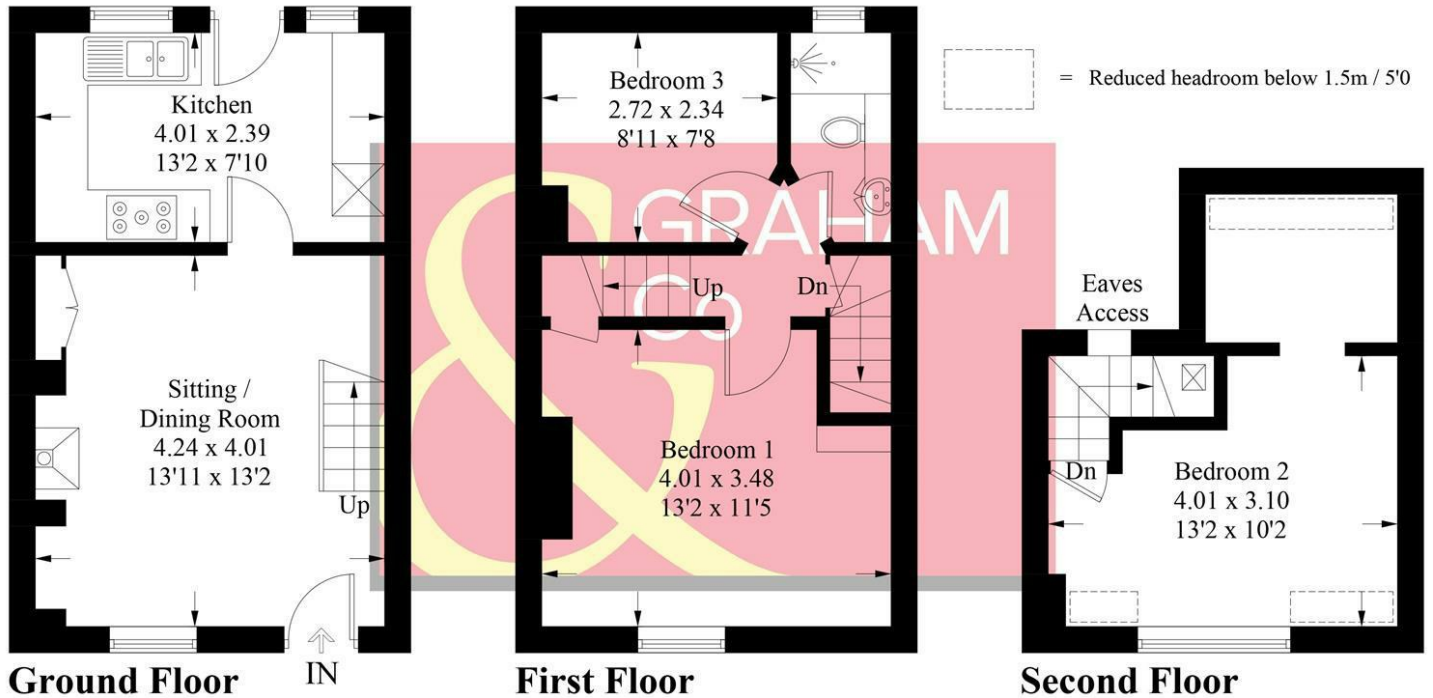 Kitchen
4.01 x 2.39
13'2 x 7'10
Sitting /
Dining Room
4.24 x 4.01
13'11 x 13'2
Up
IN
Ground Floor
Bedroom 3
2.72 x 2.34
8'11 x 7'8
Up
Dn
Bedroom 1
4.01 x 3.48
13'2 x 11'5
First Floor
& GRAHAM
Co
= Reduced headroom below 1.5m / 5'0
Eaves
Access
Dn
Bedroom 2
4.01 x 3.10
13'2 x 10'2
Second Floor